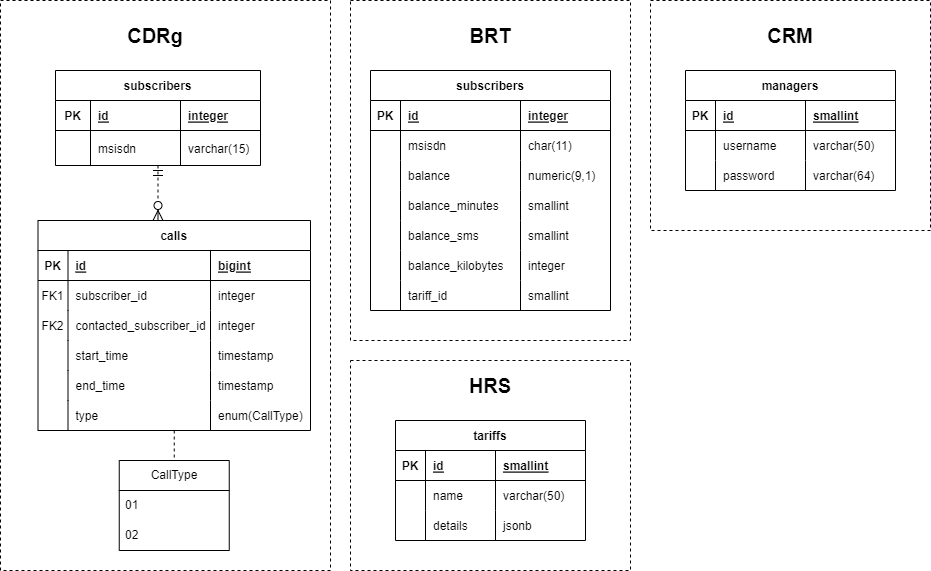 CDRg
subscribers
PK id integer
msisdn varchar(15)
calls
PK id bigint
FK1 subscriber_id integer
FK2 contacted_subscriber_id integer
start_time timestamp
end_time timestamp
type enum(CallType)
CallType
01
02
BRT
subscribers
PK id integer
msisdn char(11)
balance numeric(9,1)
balance_minutes smallint
balance_sms smallint
balance_kilobytes integer
tariff_id smallint
HRS
tariffs
PK id smallint
name varchar(50)
details jsonb
CRM
managers
PK id smallint
username varchar(50)
password varchar(64)